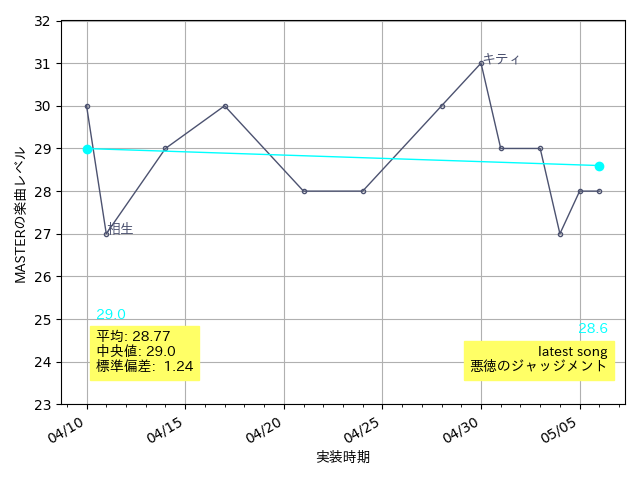 32
31
30
29
28
27
26
25
24
23
MASTERの楽曲レベル
キティ
相生
29.0
平均: 28.77
中央値: 29.0
標準偏差: 1.24
28.6
latest song
悪徳のジャッジメント
04/10
04/15
04/20
04/25
04/30
05/05
実装時期